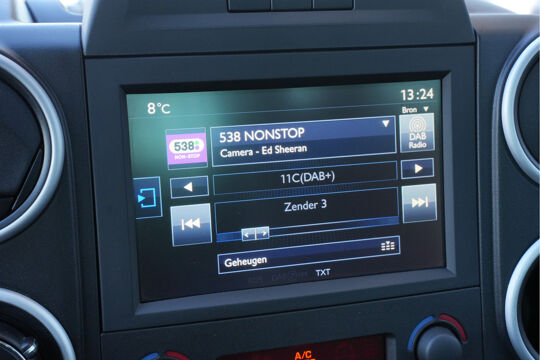 8°C
13:24
Bron
538
NON-STOP
538 NONSTOP
Camera - Ed Sheeran
DAB
Radio
11C(DAB+)
Zender 3
Geheugen
TXT
A/C